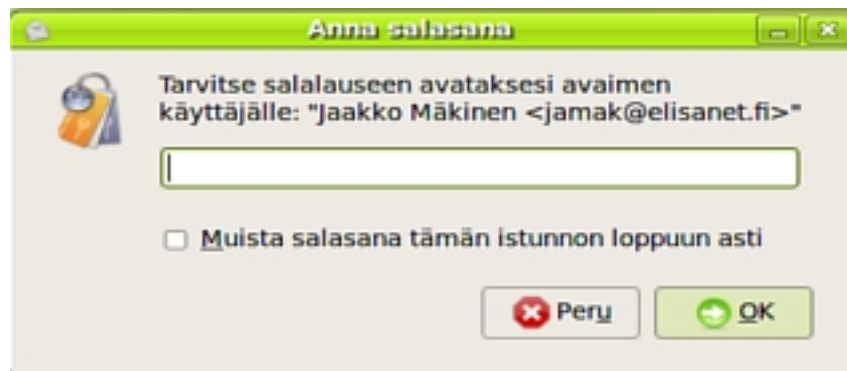 Anna salasana
Tarvitse salalauseen avataksesi avaimen
käyttäjälle: "Jaakko Mäkinen <jamak@elisanet.fi>"
Muista salasana tämän istunnon loppuun asti
Peru
OK